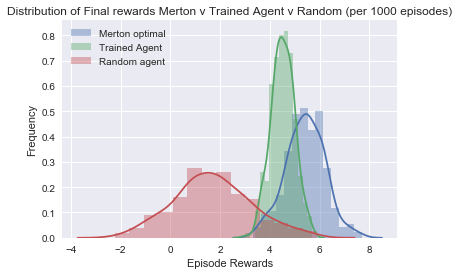 Distribution of Final rewards Merton v Trained Agent v Random (per 1000 episodes)
Merton optimal
Trained Agent
Random agent
Frequency
0.8
0.7
0.6
0.5
0.4
0.3
0.2
0.1
0.0
−4 −2 0 2 4 6 8
Episode Rewards